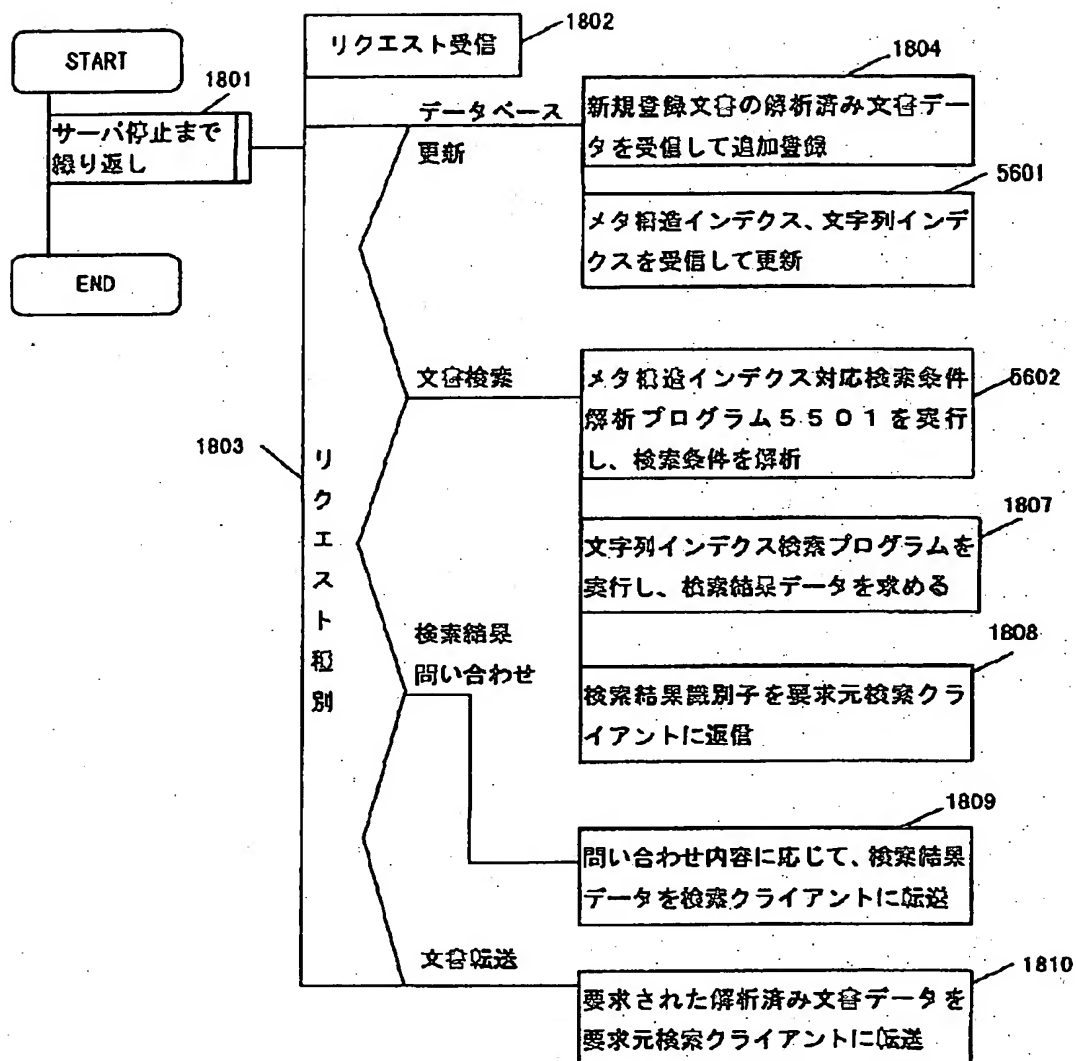 START
1801
サーバ停止まで
繰り返し
END
1802
リクエスト受信
1803
リクエスト種別
データベース
更新
1804
新規登録文書の解析済み文書デー
タを受信して追加登録
5601
メタ構造インデクス、文字列インデ
クスを受信して更新
文書検索
5602
メタ構造インデクス対応検索条件
解析プログラム5501を実行
し、検索条件を解析
1807
文字列インデクス検索プログラムを
実行し、検索結果データを求める
1808
検索結果識別子を要求元検索クラ
イアントに返信
検索結果
問い合わせ
1809
問い合わせ内容に応じて、検索結果
データを検索クライアントに転送
文書転送
1810
要求された解析済み文書データを
要求元検索クライアントに転送